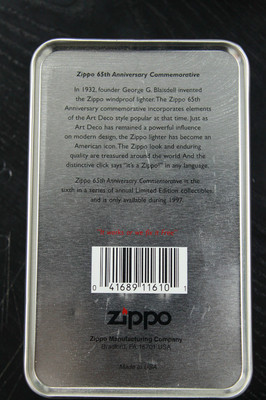 Zippo 65th Anniversary Commemorative
In 1932, founder George G. Blaisdell invented
the Zippo windproof lighter. The Zippo 65th
Anniversary commemorative incorporates elements
of the Art Deco style popular at that time. Just as
Art Deco has remained a powerful influence
on modern design, the Zippo lighter has become an
American icon. The Zippo look and enduring
quality are treasured around the world. And the
distinctive click says "it's a Zippo!" in any language.
Zippo 65th Anniversary Commemorative is the
sixth in a series of annual Limited Edition collectibles
and is only available during 1997.
0 41689 11610 1
zippo
Zippo Manufacturing Company
Bradford, PA 16701 USA
Made in USA